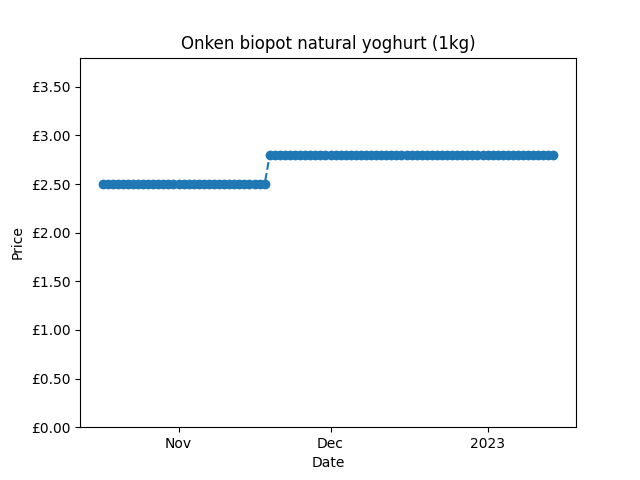 Onken biopot natural yoghurt (1kg)
£3.50
£3.00
£2.50
£2.00
£1.50
£1.00
£0.50
£0.00
Price
Nov
Dec
2023
Date